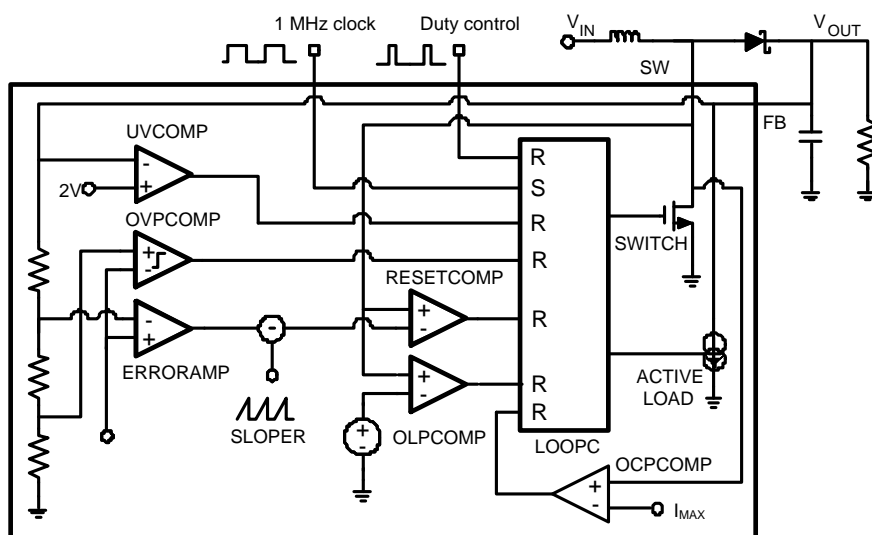 1 MHz clock
Duty control
VIN
VOUT
SW
FB
UVCOMP
-
+
2V
OVPCOMP
+
-
RESETCOMP
-
+
ERRORAMP
-
+
-
SLOPER
+
-
OLPCOMP
+
-
R
S
R
R
R
R
R
LOOPC
SWITCH
ACTIVE
LOAD
OCPCOMP
+
-
IMAX